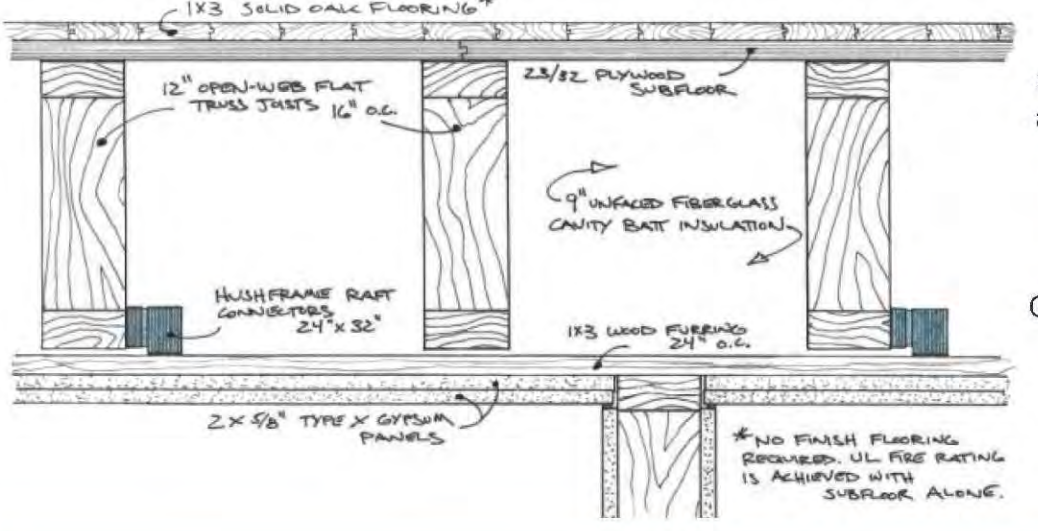 1X3 SOLID OAK FLOORING*
12" OPEN-WEB FLAT
TRUSS JOISTS 16" O.C.
23/32 PLYWOOD
SUBFLOOR
9" UNFACED FIBERGLASS
CAVITY BATT INSULATION
HUSHFRAME RAFT
CONNECTORS
24" X 32"
1X3 WOOD FURRING
24" O.C.
2 X 5/8" TYPE X GYPSUM
PANELS
* NO FINISH FLOORING
REQUIRED. UL FIRE RATING
IS ACHIEVED WITH
SUBFLOOR ALONE.